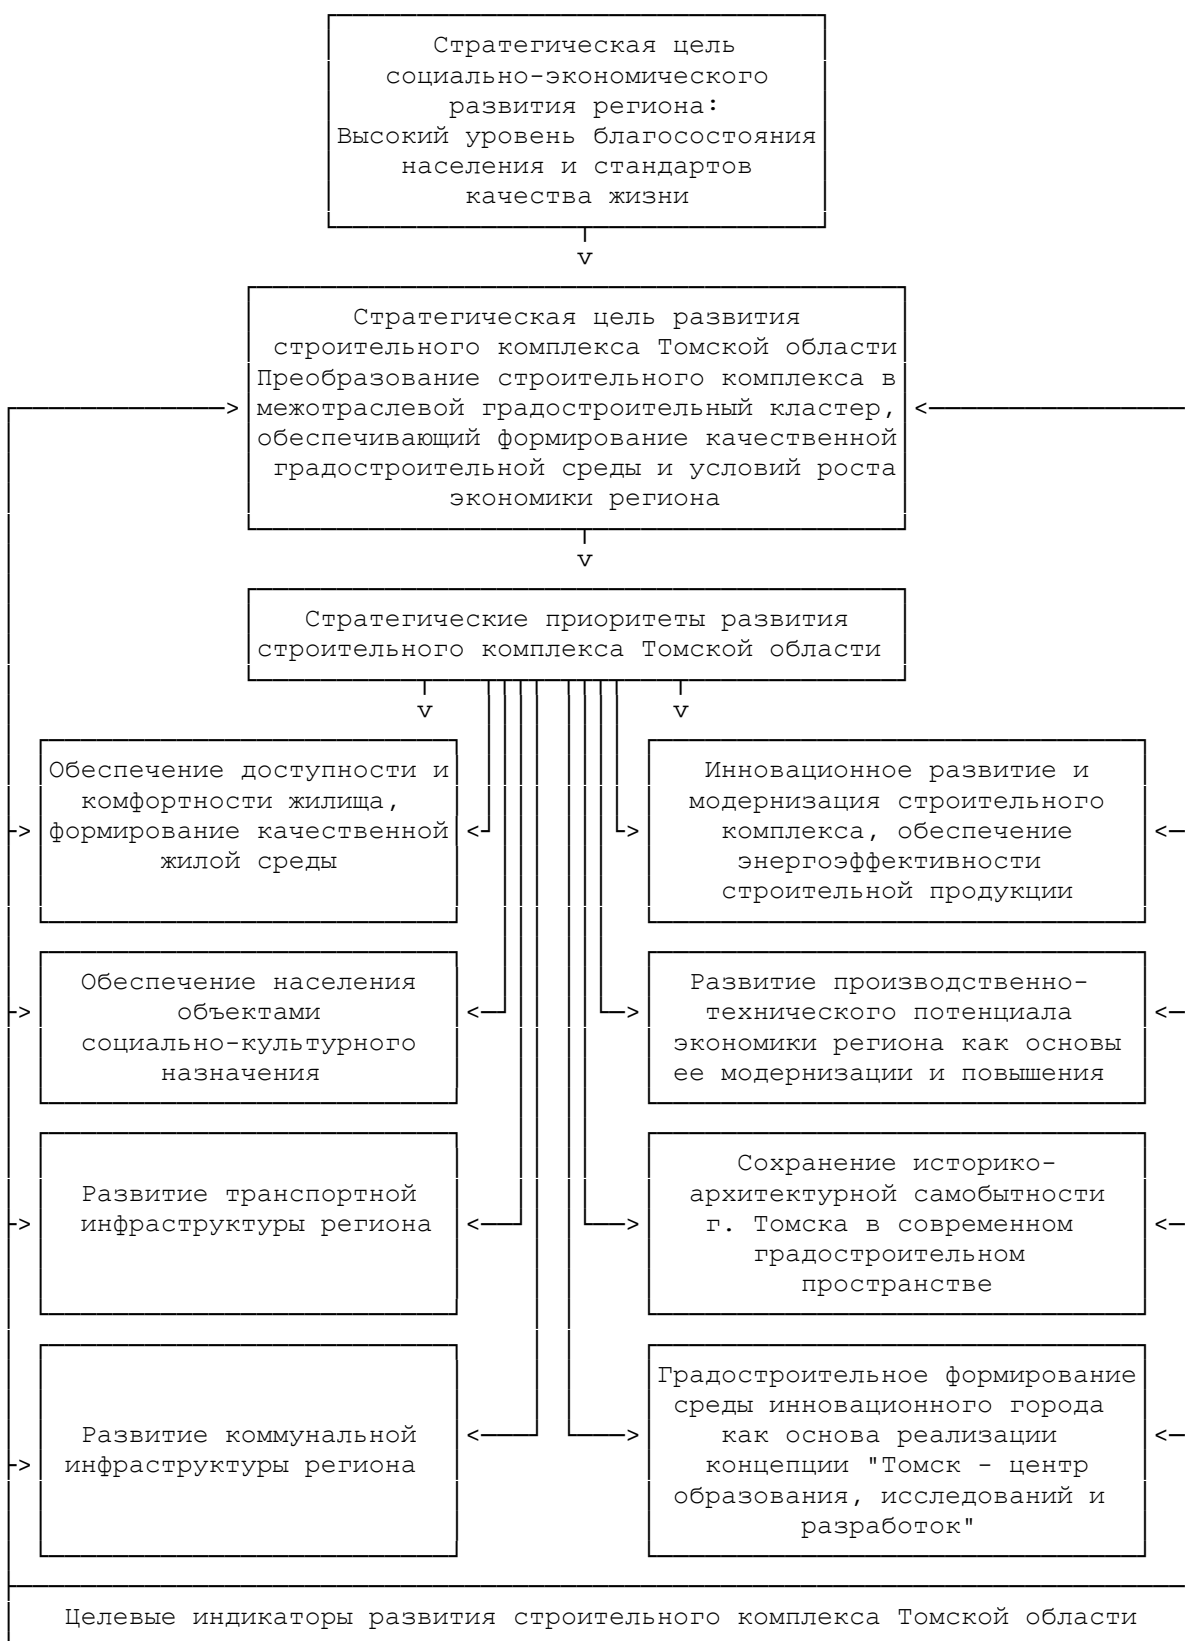 Стратегическая цель
социально-экономического
развития региона:
Высокий уровень благосостояния
населения и стандартов
качества жизни
v
Стратегическая цель развития
строительного комплекса Томской области
Преобразование строительного комплекса в
межотраслевой градостроительный кластер,
обеспечивающий формирование качественной
градостроительной среды и условий роста
экономики региона
v
Стратегические приоритеты развития
строительного комплекса Томской области
v
v
Обеспечение доступности и
комфортности жилища,
формирование качественной
жилой среды
Инновационное развитие и
модернизация строительного
комплекса, обеспечение
энергоэффективности
строительной продукции
Обеспечение населения
объектами
социально-культурного
назначения
Развитие производственно-
технического потенциала
экономики региона как основы
ее модернизации и повышения
Развитие транспортной
инфраструктуры региона
Сохранение историко-
архитектурной самобытности
г. Томска в современном
градостроительном
пространстве
Развитие коммунальной
инфраструктуры региона
Градостроительное формирование
среды инновационного города
как основа реализации
концепции "Томск - центр
образования, исследований и
разработок"
Целевые индикаторы развития строительного комплекса Томской области